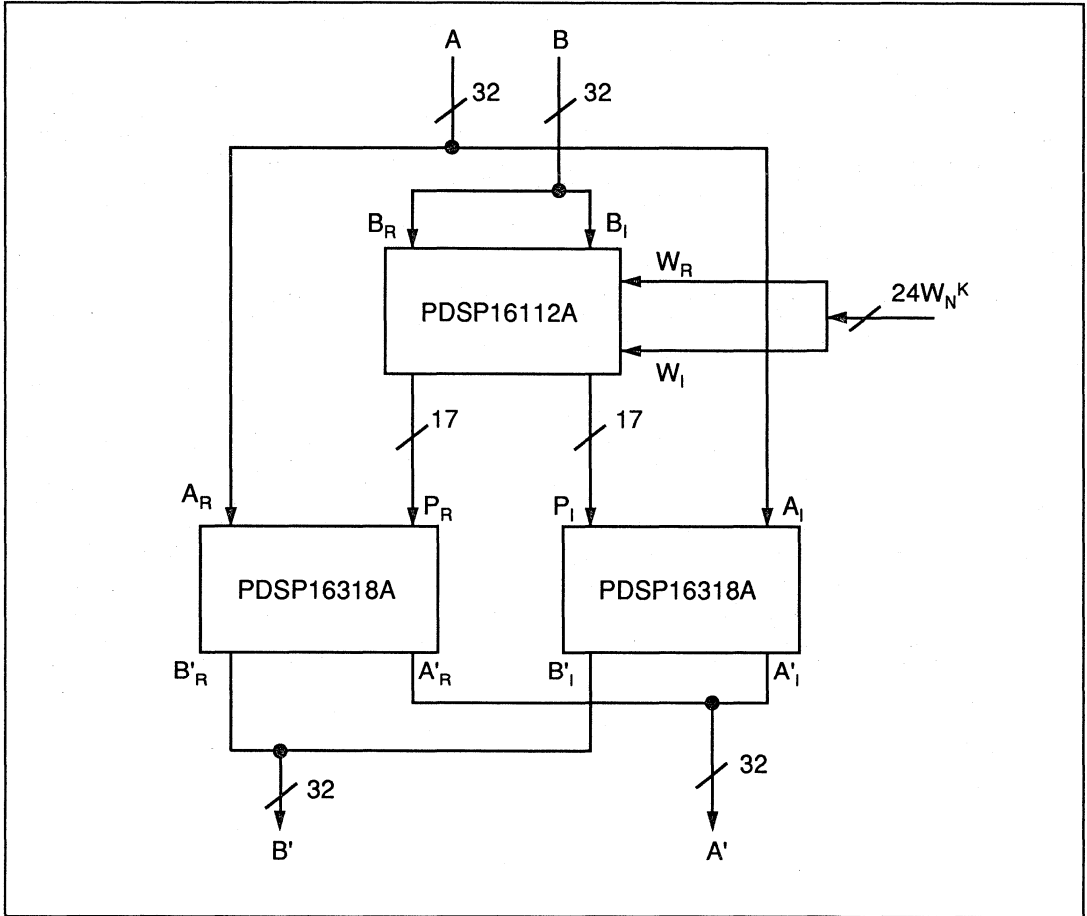 A B
32 32
B_R B_I
W_R
24W_N^K
PDSP16112A
W_I
17 17
A_R P_R P_I A_I
PDSP16318A PDSP16318A
B'_R A'_R B'_I A'_I
32
32
B' A'